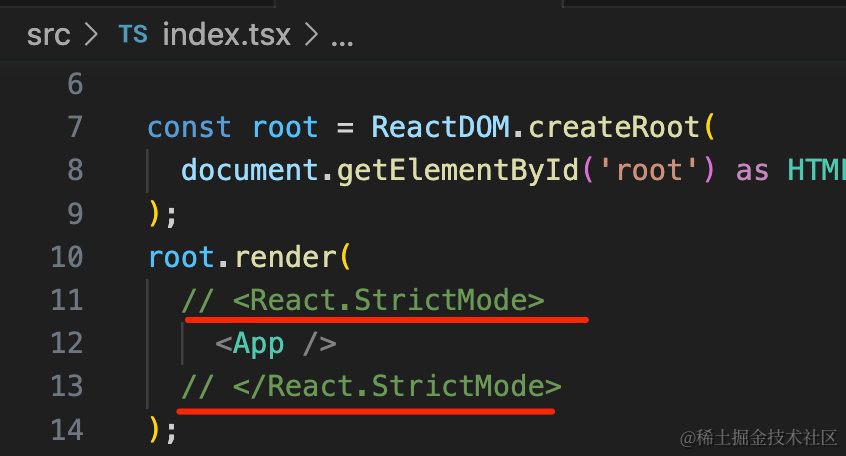 src > TS index.tsx > ...
6
7 const root = ReactDOM.createRoot(
8 document.getElementById('root') as HTM
9 );
10 root.render(
11 // <React.StrictMode>
12 <App />
13 // </React.StrictMode>
14 );
@稀土掘金技术社区